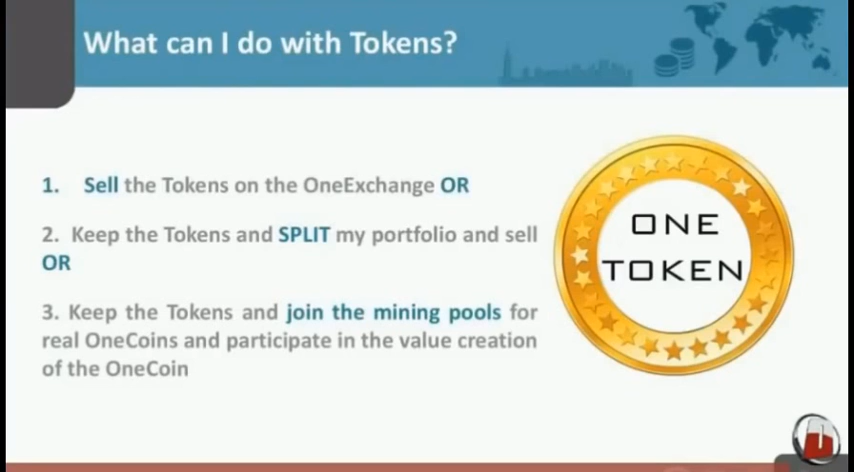 What can I do with Tokens?
1. Sell the Tokens on the OneExchange OR
2. Keep the Tokens and SPLIT my portfolio and sell
OR
3. Keep the Tokens and join the mining pools for
real OneCoins and participate in the value creation
of the OneCoin
ONE
TOKEN